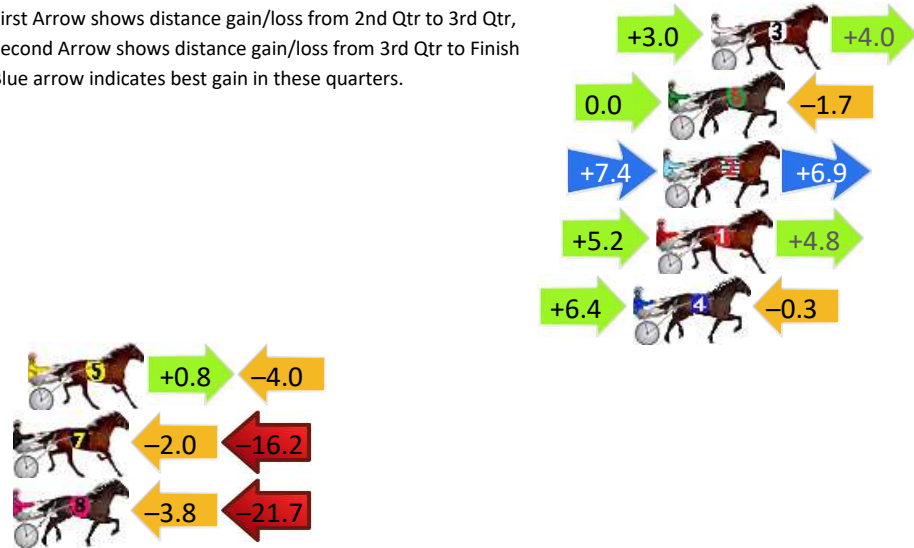 irst Arrow shows distance gain/loss from 2nd Qtr to 3rd Qtr,
econd Arrow shows distance gain/loss from 3rd Qtr to Finish
lue arrow indicates best gain in these quarters.
+3.0 3 +4.0
0.0 6 –1.7
+7.4 2 +6.9
+5.2 1 +4.8
+6.4 4 –0.3
5 +0.8 –4.0
7 –2.0 –16.2
8 –3.8 –21.7